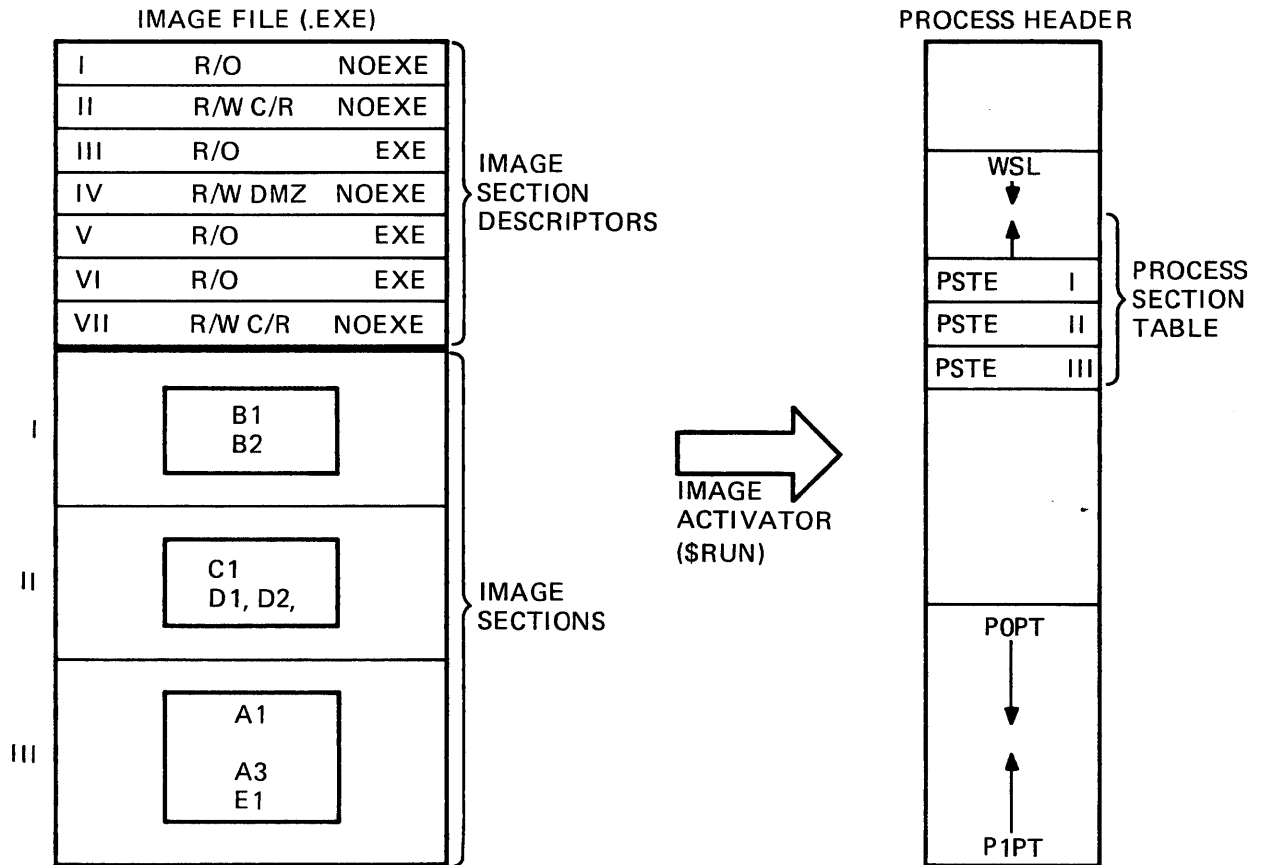 IMAGE FILE (.EXE)
I R/O NOEXE
II R/W C/R NOEXE
III R/O EXE
IV R/W DMZ NOEXE
V R/O EXE
VI R/O EXE
VII R/W C/R NOEXE
IMAGE
SECTION
DESCRIPTORS
I
B1
B2
II
C1
D1, D2,
III
A1
A3
E1
IMAGE
SECTIONS
IMAGE
ACTIVATOR
($RUN)
PROCESS HEADER
WSL
PSTE I
PSTE II
PSTE III
PROCESS
SECTION
TABLE
P0PT
P1PT